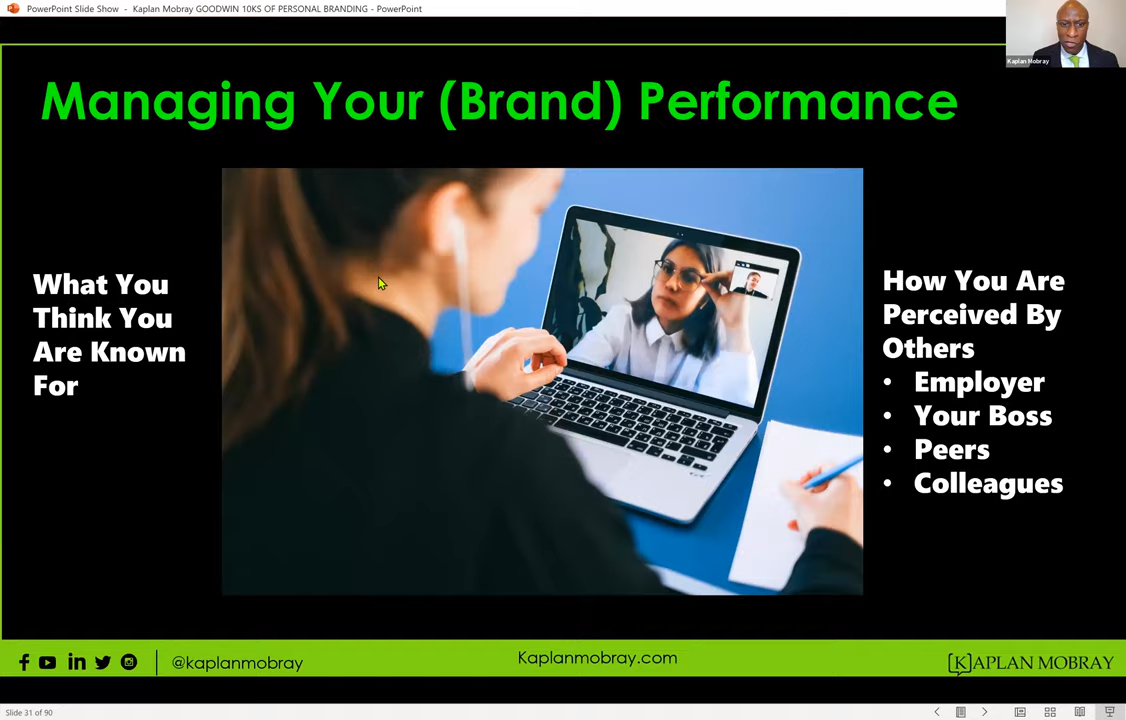 PowerPoint Slide Show - Kaplan Mobray GOODWIN 10KS OF PERSONAL BRANDING - PowerPoint
Kaplan Mobray
Managing Your (Brand) Performance
What You
Think You
Are Known
For
How You Are
Perceived By
Others
• Employer
• Your Boss
• Peers
• Colleagues
@kaplanmobray
Kaplanmobray.com
[K]APLAN MOBRAY
Slide 31 of 90